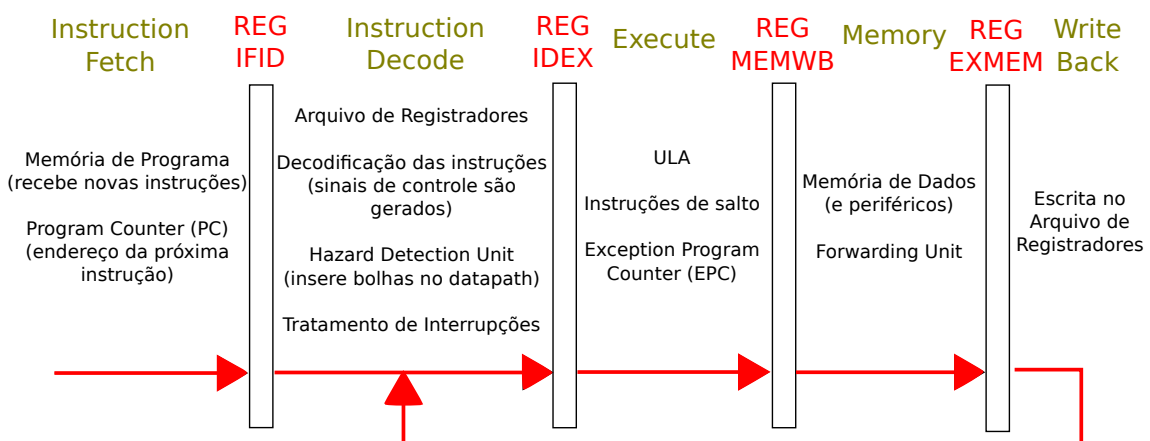 Instruction
Fetch
REG
IFID
Instruction
Decode
REG
IDEX
Execute
REG
MEMWB
Memory
REG
EXMEM
Write
Back
Memória de Programa
(recebe novas instruções)
Program Counter (PC)
(endereço da próxima
instrução)
Arquivo de Registradores
Decodificação das instruções
(sinais de controle são
gerados)
Hazard Detection Unit
(insere bolhas no datapath)
Tratamento de Interrupções
ULA
Instruções de salto
Exception Program
Counter (EPC)
Memória de Dados
(e periféricos)
Forwarding Unit
Escrita no
Arquivo de
Registradores